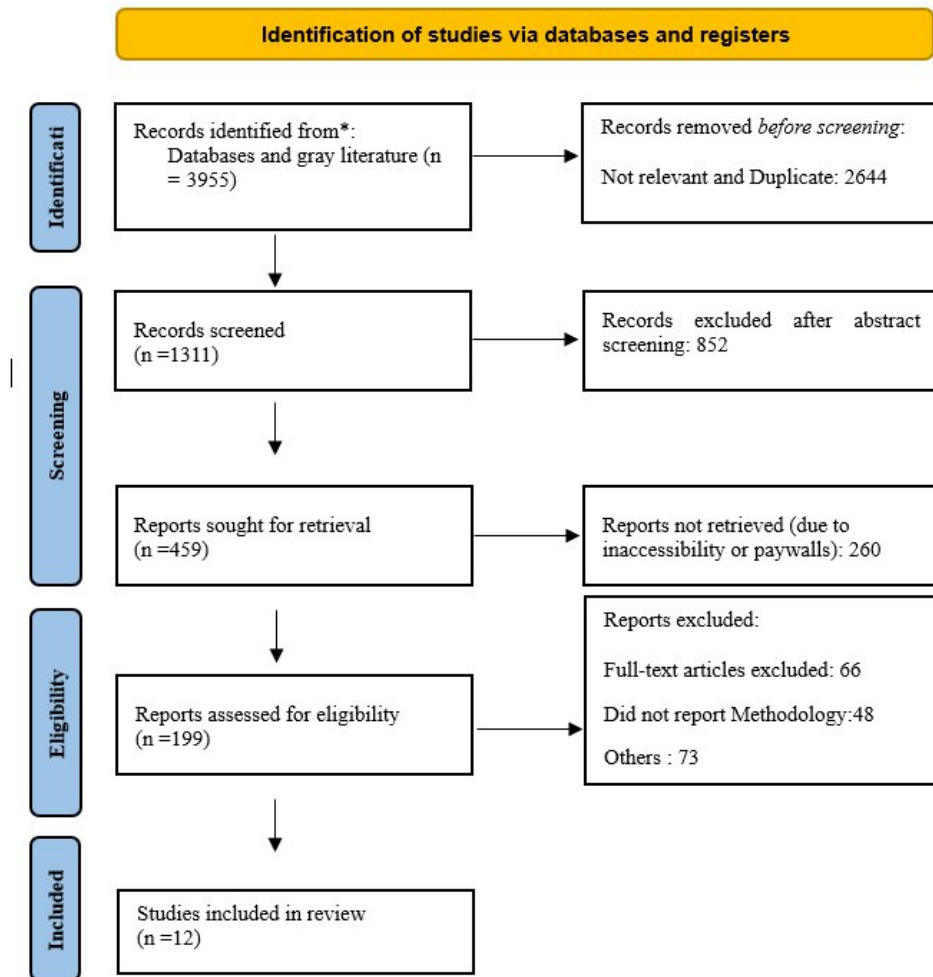 Identification of studies via databases and registers
Identificati
Records identified from*:
Databases and gray literature (n
= 3955)
Records removed before screening:
Not relevant and Duplicate: 2644
Screening
Records screened
(n =1311)
Records excluded after abstract
screening: 852
Reports sought for retrieval
(n =459)
Reports not retrieved (due to
inaccessibility or paywalls): 260
Eligibility
Reports assessed for eligibility
(n =199)
Reports excluded:
Full-text articles excluded: 66
Did not report Methodology:48
Others : 73
Included
Studies included in review
(n =12)